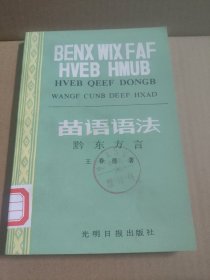 BENX WIX FAF
HVEB HMUB
HVEB QEEF DONGB
WANGF CUNB DEEF HXAD
苗语语法
黔东方言
王春德 著
光明日报出版社